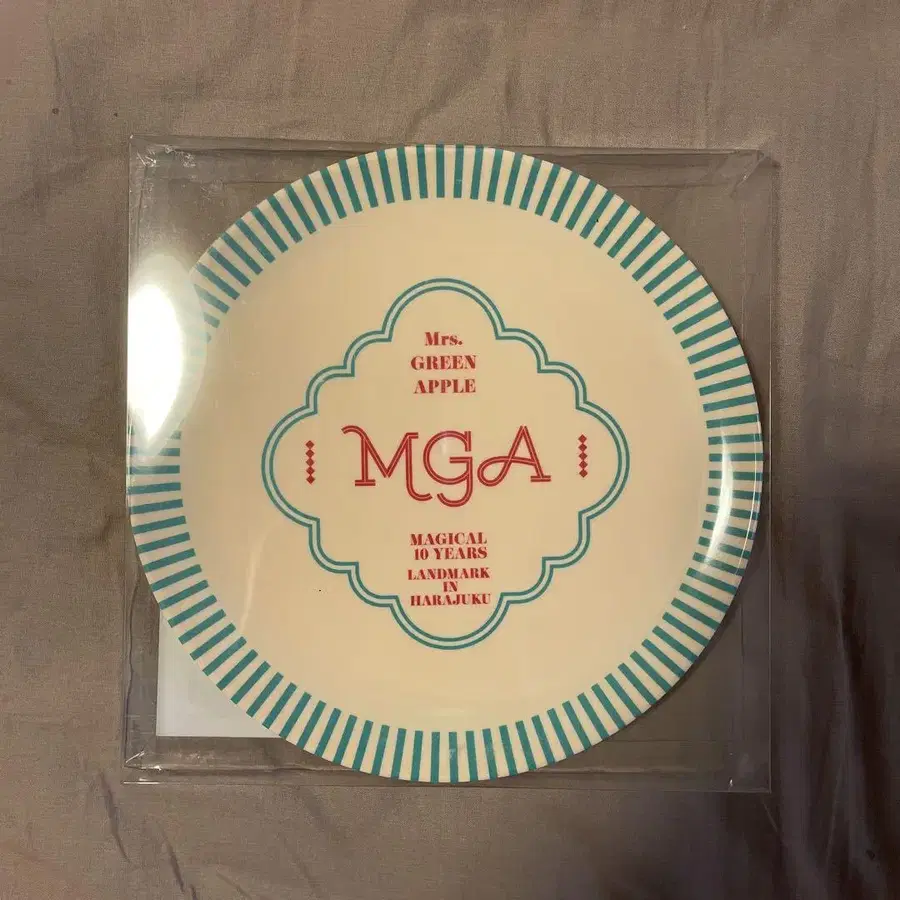 Mrs.
GREEN
APPLE
MGA
MAGICAL
10 YEARS
LANDMARK
IN
HARAJUKU